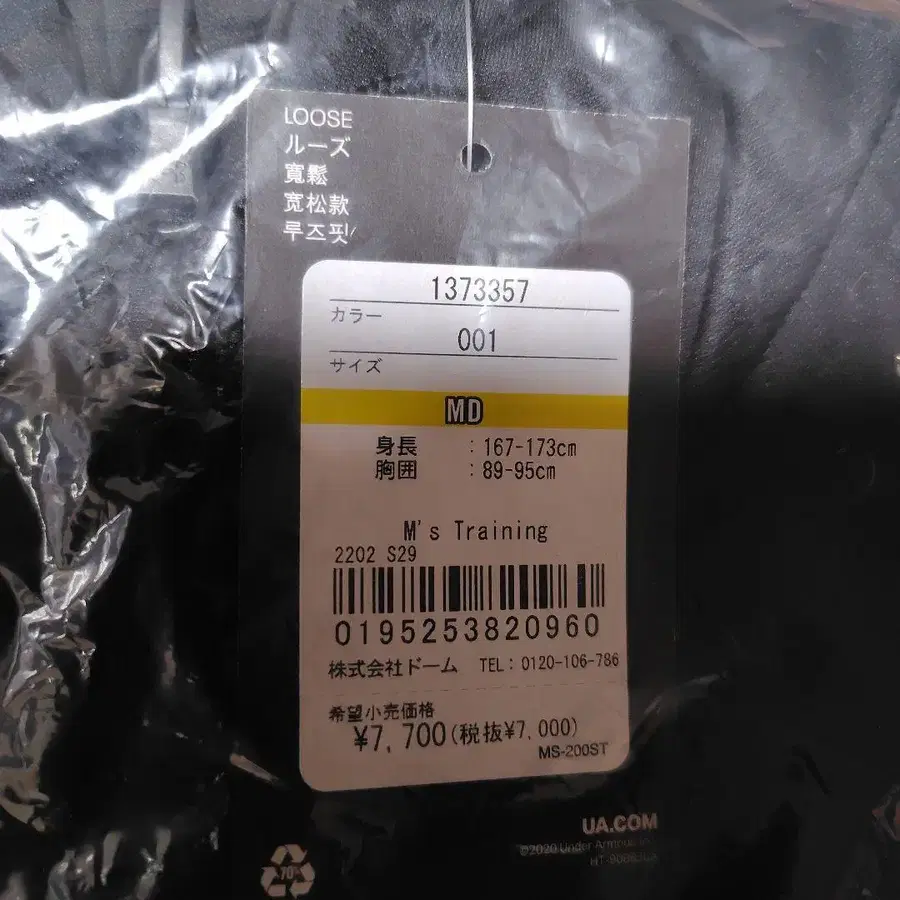 LOOSE
ルーズ
寬鬆
宽松款
루즈핏
1373357
カラー
001
サイズ
MD
身長 : 167-173cm
胸囲 : 89-95cm
M's Training
2202 S29
0195253820960
株式会社ドーム TEL: 0120-106-786
希望小売価格
¥7,700(税抜¥7,000)
MS-200ST
UA.COM
©2020 Under Armour,
70%